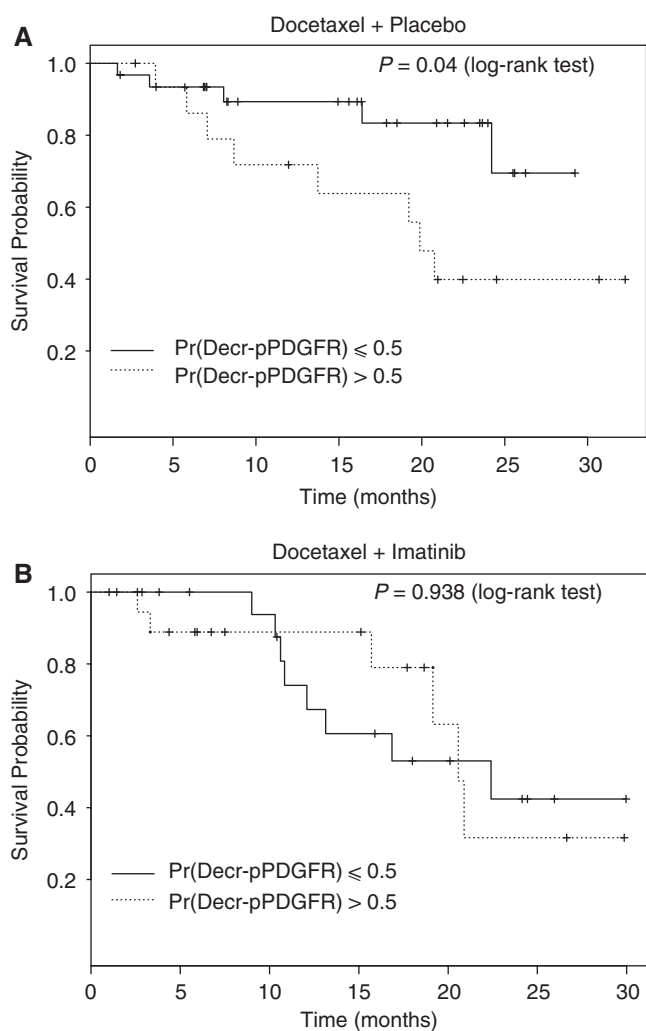 A
Docetaxel + Placebo
P = 0.04 (log-rank test)
1.0
0.8
0.6
0.4
0.2
Survival Probability
Pr(Decr-pPDGFR) ⩽ 0.5
Pr(Decr-pPDGFR) > 0.5
0 5 10 15 20 25 30
Time (months)
B
Docetaxel + Imatinib
P = 0.938 (log-rank test)
1.0
0.8
0.6
0.4
0.2
Survival Probability
Pr(Decr-pPDGFR) ⩽ 0.5
Pr(Decr-pPDGFR) > 0.5
0 5 10 15 20 25 30
Time (months)